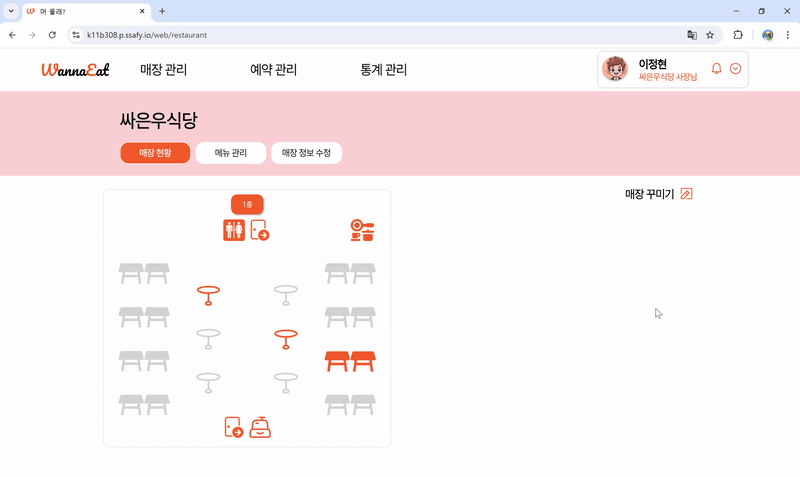 머 물래?
k11b308.p.ssafy.io/web/restaurant
WannaEat
매장 관리
예약 관리
통계 관리
이정현
싸은우식당 사장님
싸은우식당
매장 현황
메뉴 관리
매장 정보 수정
1층
매장 꾸미기